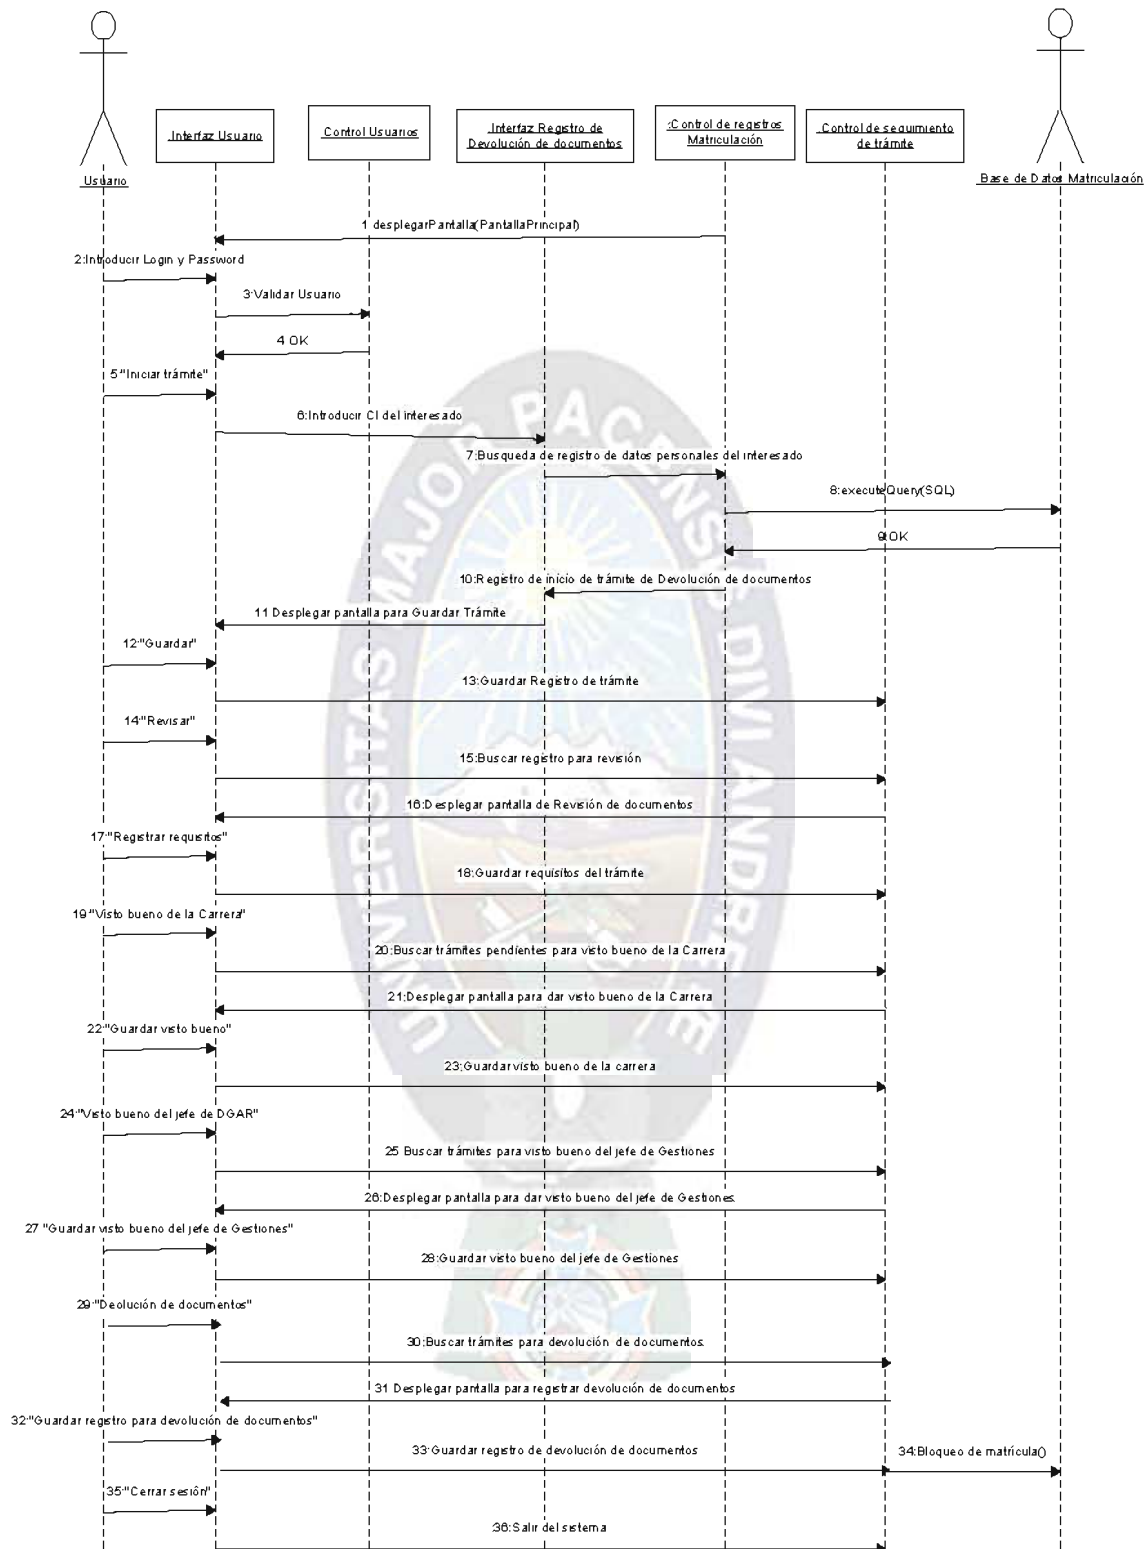 Interfaz Usuario
Control Usuarios
Interfaz Registro de
Devolución de documentos
:Control de registros
Matriculación
Control de seguimiento
de trámite
Usuario
Base de Datos Matriculación
1 desplegarPantalla(PantallaPrincipal)
2:Introducir Login y Password
3:Validar Usuario
4 OK
5:"Iniciar trámite"
6:Introducir CI del interesado
7:Busqueda de registro de datos personales del interesado
8:executeQuery(SQL)
9:OK
10:Registro de inicio de trámite de Devolución de documentos
11 Desplegar pantalla para Guardar Trámite
12:"Guardar"
13:Guardar Registro de trámite
14:"Revisar"
15:Buscar registro para revisión
16:Desplegar pantalla de Revisión de documentos
17:"Registrar requisitos"
18:Guardar requisitos del trámite
19:"Visto bueno de la Carrera"
20:Buscar trámites pendientes para visto bueno de la Carrera
21:Desplegar pantalla para dar visto bueno de la Carrera
22:"Guardar visto bueno"
23:Guardar visto bueno de la carrera
24:"Visto bueno del jefe de DGAR"
25 Buscar trámites para visto bueno del jefe de Gestiones
26:Desplegar pantalla para dar visto bueno del jefe de Gestiones
27 "Guardar visto bueno del jefe de Gestiones"
28:Guardar visto bueno del jefe de Gestiones
29:"Deolución de documentos"
30:Buscar trámites para devolución de documentos
31 Desplegar pantalla para registrar devolución de documentos
32:"Guardar registro para devolución de documentos"
33:Guardar registro de devolución de documentos
34:Bloqueo de matrícula()
35:"Cerrar sesión"
36:Salir del sistema
UNIVERSITAS MAJOR PACENSIS DIVI ANDREÆ